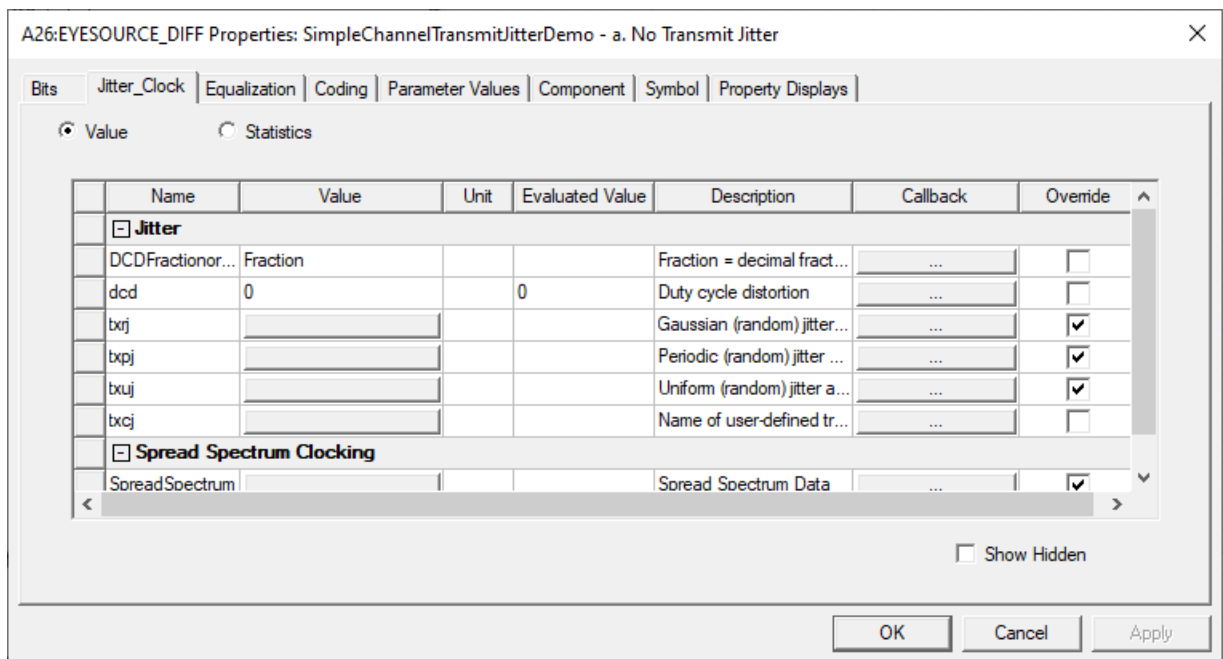 A26:EYESOURCE_DIFF Properties: SimpleChannelTransmitJitterDemo - a. No Transmit Jitter
Bits Jitter_Clock Equalization Coding Parameter Values Component Symbol Property Displays
Value Statistics
Name Value Unit Evaluated Value Description Callback Override
Jitter
DCDFractionor... Fraction Fraction = decimal fract... ...
dcd 0 0 Duty cycle distortion ...
txrj Gaussian (random) jitter... ...
txpj Periodic (random) jitter ... ...
txuj Uniform (random) jitter a... ...
txcj Name of user-defined tr... ...
Spread Spectrum Clocking
SpreadSpectrum Spread Spectrum Data ...
Show Hidden
OK Cancel Apply